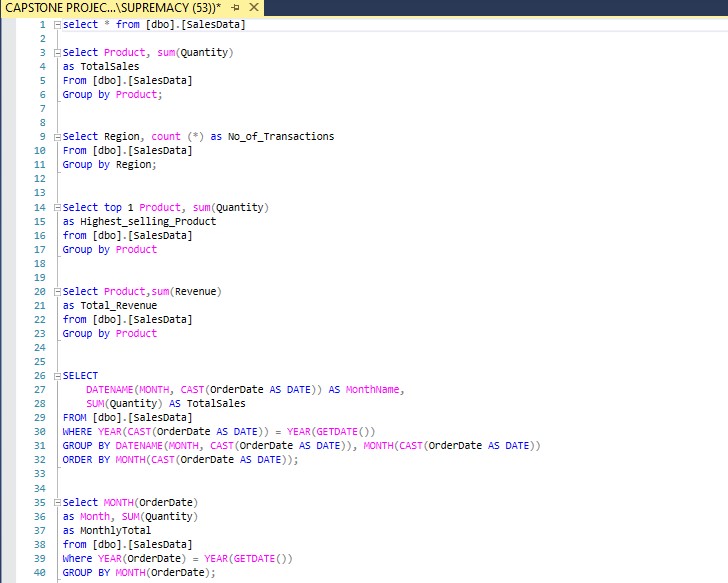 CAPSTONE PROJEC...\SUPREMACY (53))*
1 select * from [dbo].[SalesData]
2
3 Select Product, sum(Quantity)
4 as TotalSales
5 From [dbo].[SalesData]
6 Group by Product;
7
8
9 Select Region, count (*) as No_of_Transactions
10 From [dbo].[SalesData]
11 Group by Region;
12
13
14 Select top 1 Product, sum(Quantity)
15 as Highest_selling_Product
16 from [dbo].[SalesData]
17 Group by Product
18
19
20 Select Product,sum(Revenue)
21 as Total_Revenue
22 from [dbo].[SalesData]
23 Group by Product
24
25
26 SELECT
27 DATENAME(MONTH, CAST(OrderDate AS DATE)) AS MonthName,
28 SUM(Quantity) AS TotalSales
29 FROM [dbo].[SalesData]
30 WHERE YEAR(CAST(OrderDate AS DATE)) = YEAR(GETDATE())
31 GROUP BY DATENAME(MONTH, CAST(OrderDate AS DATE)), MONTH(CAST(OrderDate AS DATE))
32 ORDER BY MONTH(CAST(OrderDate AS DATE));
33
34
35 Select MONTH(OrderDate)
36 as Month, SUM(Quantity)
37 as MonthlyTotal
38 from [dbo].[SalesData]
39 Where YEAR(OrderDate) = YEAR(GETDATE())
40 GROUP BY MONTH(OrderDate);